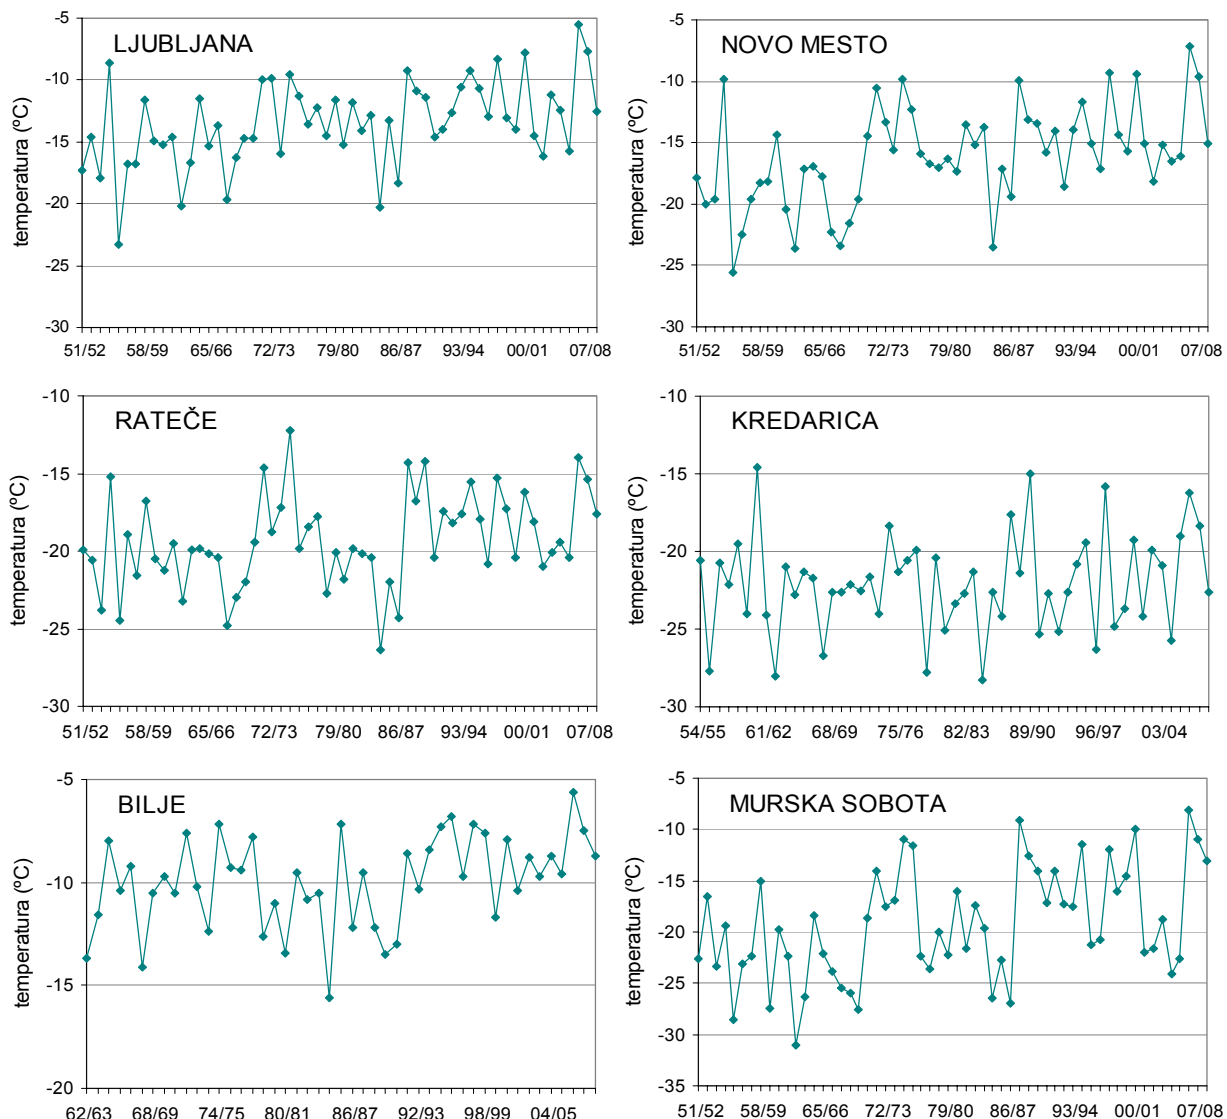 LJUBLJANA
temperatura (ºC)
-5
-10
-15
-20
-25
-30
51/52 58/59 65/66 72/73 79/80 86/87 93/94 00/01 07/08
NOVO MESTO
temperatura (ºC)
-5
-10
-15
-20
-25
-30
51/52 58/59 65/66 72/73 79/80 86/87 93/94 00/01 07/08
RATEČE
temperatura (ºC)
-10
-15
-20
-25
-30
51/52 58/59 65/66 72/73 79/80 86/87 93/94 00/01 07/08
KREDARICA
temperatura (ºC)
-10
-15
-20
-25
-30
54/55 61/62 68/69 75/76 82/83 89/90 96/97 03/04
BILJE
temperatura (ºC)
-5
-10
-15
-20
62/63 68/69 74/75 80/81 86/87 92/93 98/99 04/05
MURSKA SOBOTA
temperatura (ºC)
-5
-10
-15
-20
-25
-30
-35
51/52 58/59 65/66 72/73 79/80 86/87 93/94 00/01 07/08